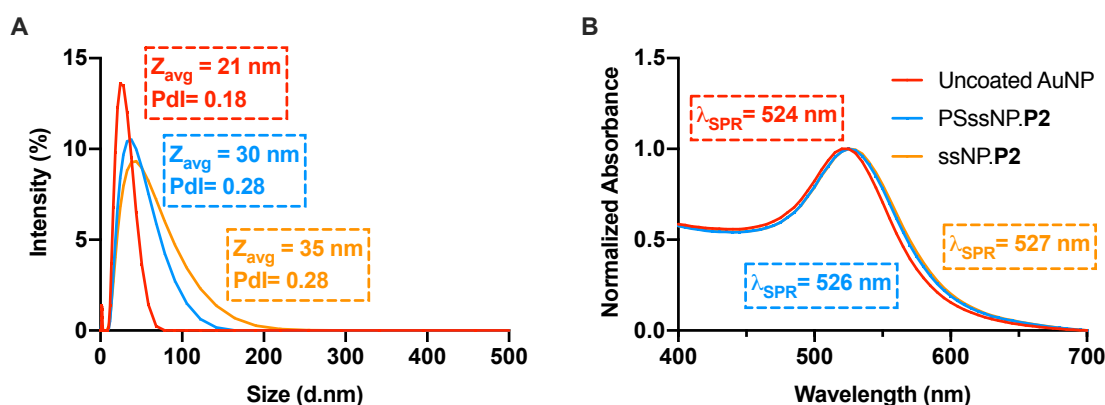 A
B
15
10
5
0
Intensity (%)
Z_avg = 21 nm
PdI= 0.18
Z_avg = 30 nm
PdI= 0.28
Z_avg = 35 nm
PdI= 0.28
0 100 200 300 400 500
Size (d.nm)
1.0
0.5
0.0
Normalized Absorbance
λ_SPR= 524 nm
Uncoated AuNP
PSssNP.P2
ssNP.P2
λ_SPR= 527 nm
λ_SPR= 526 nm
400 500 600 700
Wavelength (nm)